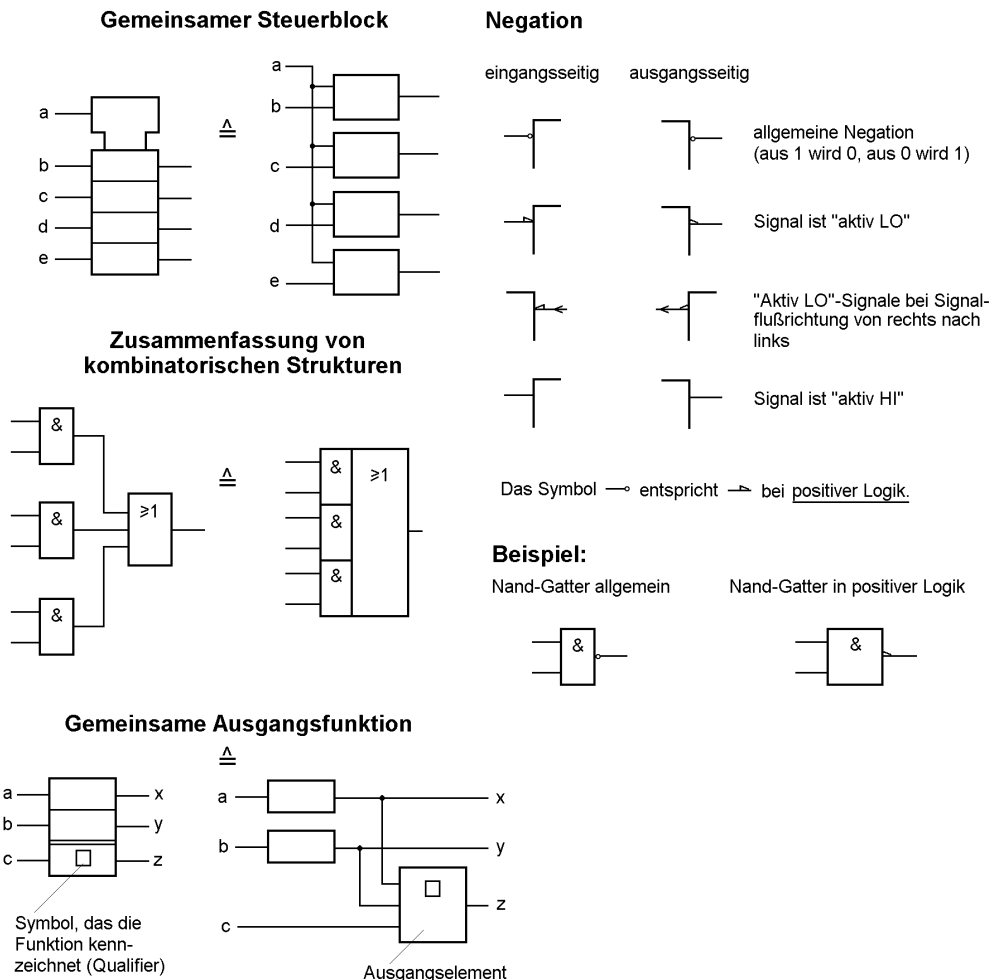 Gemeinsamer Steuerblock
a
b
c
d
e
≙
a
b
c
d
e
Zusammenfassung von
kombinatorischen Strukturen
&
&
&
≥1
≙
&
&
&
≥1
Gemeinsame Ausgangsfunktion
≙
a
b
c
x
y
z
Symbol, das die
Funktion kenn-
zeichnet (Qualifier)
a
b
c
x
y
z
Ausgangselement
Negation
eingangsseitig ausgangsseitig
allgemeine Negation
(aus 1 wird 0, aus 0 wird 1)
Signal ist "aktiv LO"
"Aktiv LO"-Signale bei Signal-
flußrichtung von rechts nach
links
Signal ist "aktiv HI"
Das Symbol entspricht bei positiver Logik.
Beispiel:
Nand-Gatter allgemein
&
Nand-Gatter in positiver Logik
&